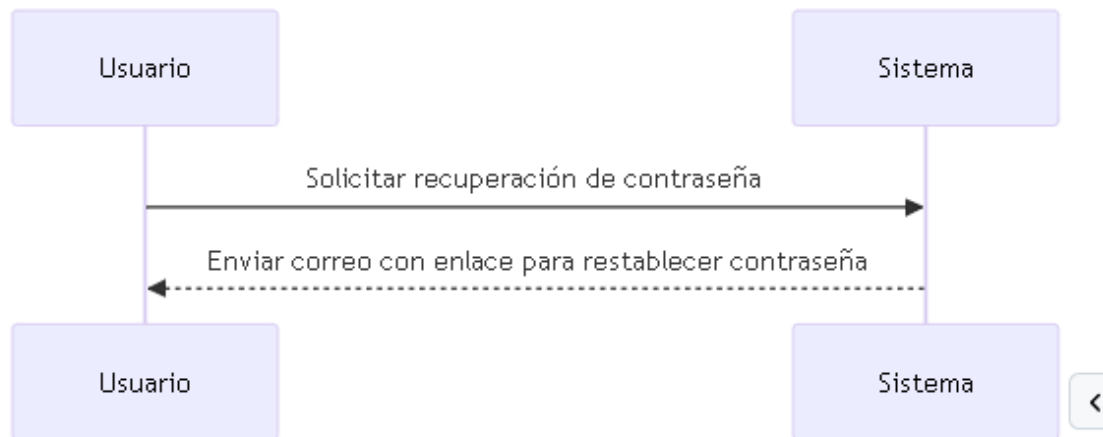 Usuario
Sistema
Solicitar recuperación de contraseña
Enviar correo con enlace para restablecer contraseña
Usuario
Sistema